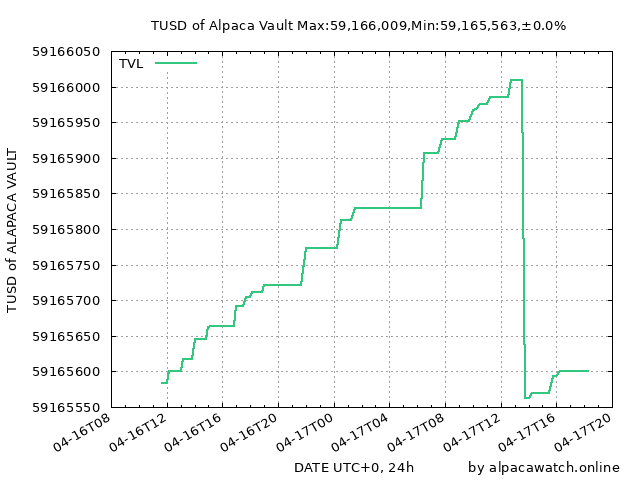 TUSD of Alpaca Vault Max:59,166,009,Min:59,165,563,±0.0%
TVL
59166050
59166000
59165950
59165900
59165850
59165800
59165750
59165700
59165650
59165600
59165550
TUSD of ALAPACA VAULT
04-16T08
04-16T12
04-16T16
04-16T20
04-17T00
04-17T04
04-17T08
04-17T12
04-17T16
04-17T20
DATE UTC+0, 24h
by alpacawatch.online